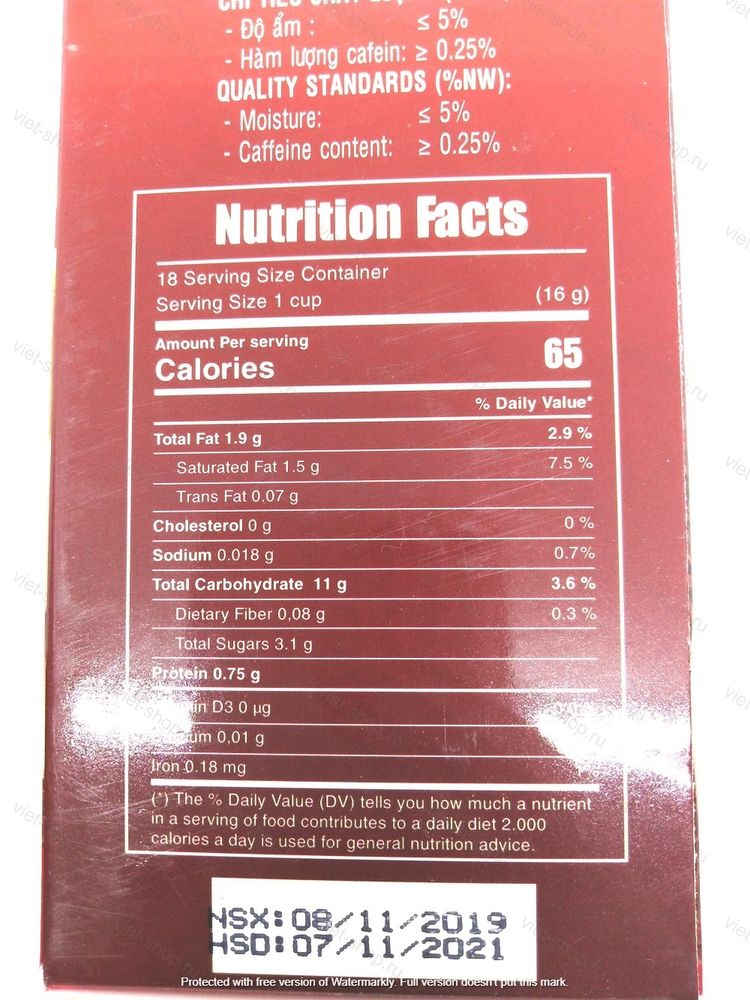 - Độ ẩm : ≤ 5%
- Hàm lượng cafein: ≥ 0.25%
QUALITY STANDARDS (%NW):
- Moisture: ≤ 5%
- Caffeine content: ≥ 0.25%
Nutrition Facts
18 Serving Size Container
Serving Size 1 cup (16 g)
Amount Per serving
Calories 65
% Daily Value*
Total Fat 1.9 g 2.9 %
Saturated Fat 1.5 g 7.5 %
Trans Fat 0.07 g
Cholesterol 0 g 0 %
Sodium 0.018 g 0.7%
Total Carbohydrate 11 g 3.6 %
Dietary Fiber 0,08 g 0.3 %
Total Sugars 3.1 g
Protein 0.75 g
D3 0 µg
0,01 g
Iron 0.18 mg
(*) The % Daily Value (DV) tells you how much a nutrient
in a serving of food contributes to a daily diet 2.000
calories a day is used for general nutrition advice.
NSX: 08/11/2019
HSD: 07/11/2021
Protected with free version of Watermarkly. Full version doesn't put this mark.
viet-shop.ru